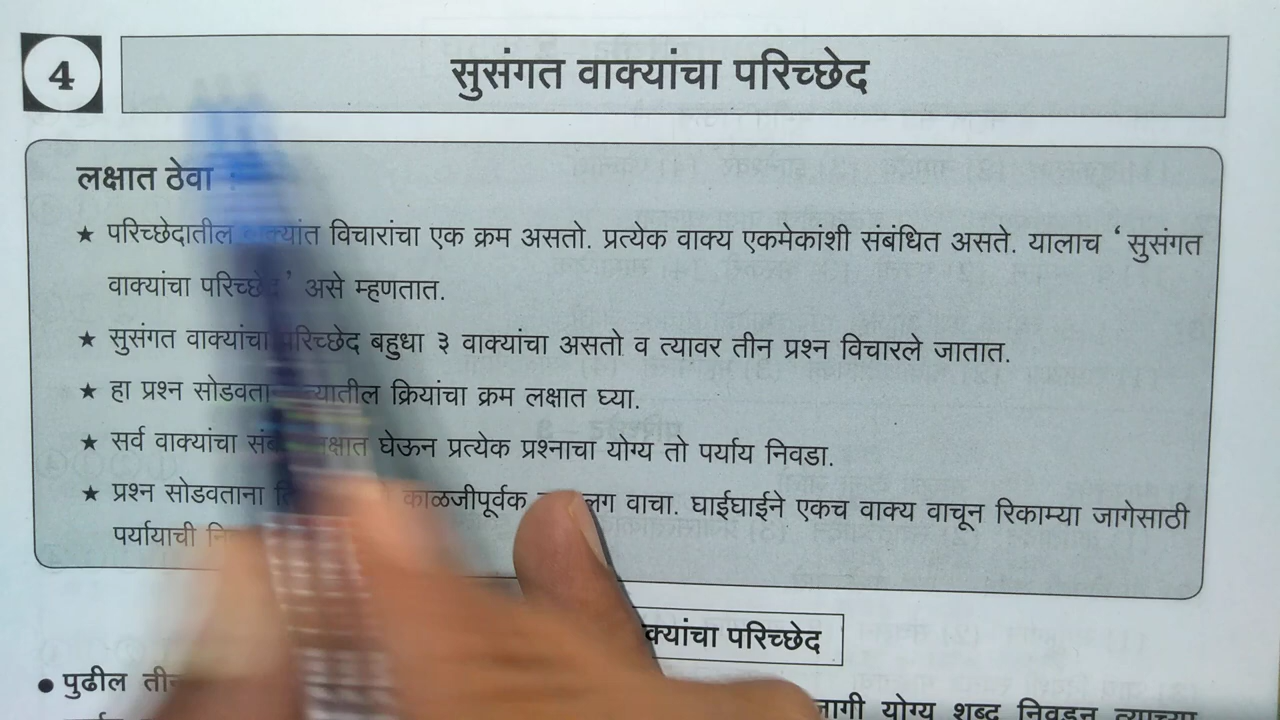 4
सुसंगत वाक्यांचा परिच्छेद
लक्षात ठेवा :
★ परिच्छेदातील वाक्यांत विचारांचा एक क्रम असतो. प्रत्येक वाक्य एकमेकांशी संबंधित असते. यालाच ‘सुसंगत
वाक्यांचा परिच्छेद’ असे म्हणतात.
★ सुसंगत वाक्यांचा परिच्छेद बहुधा ३ वाक्यांचा असतो व त्यावर तीन प्रश्न विचारले जातात.
★ हा प्रश्न सोडवताना त्यातील क्रियांचा क्रम लक्षात घ्या.
★ सर्व वाक्यांचा संबंध लक्षात घेऊन प्रत्येक प्रश्नाचा योग्य तो पर्याय निवडा.
★ प्रश्न सोडवताना काळजीपूर्वक वाचा. घाईघाईने एकच वाक्य वाचून रिकाम्या जागेसाठी
पर्यायाची
वाक्यांचा परिच्छेद
• पुढील तीन
जागी योग्य शब्द निवडून त्याच्या